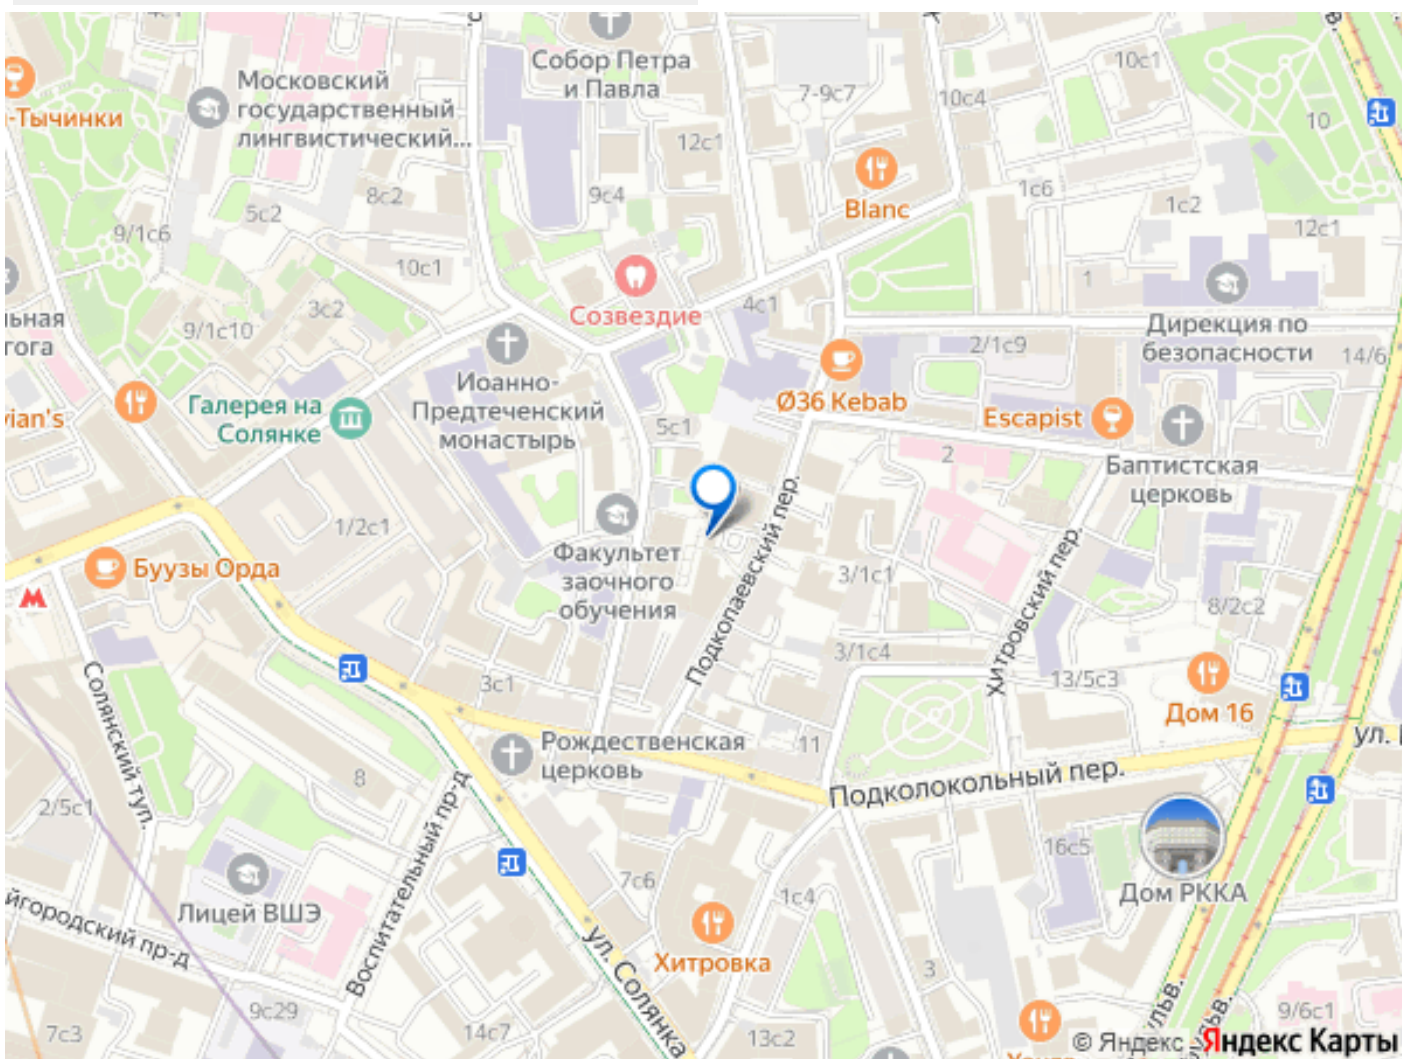 Собор Петра
и Павла
Московский
государственный
лингвистический...
-Тычинки
10с1
7-9с7
10с4
10
12с1
8с2
9с4
Blanc
1с6
1с2
5с2
9/1с6
12с1
10с1
1
Созвездие
4с1
3с2
9/1с10
льная
гога
Дирекция по
безопасности
2/1с9
14/6
Иоанно-
Предтеченский
монастырь
Ø36 Kebab
Галерея на
Солянке
vian's
Escapist
5с1
2
Баптистская
церковь
1/2с1
Подкопаевский пер.
Хитровский пер.
Факультет
заочного
обучения
Буузы Орда
3/1с1
8/2с2
3/1с4
Солянский туп.
3с1
13/5с3
Дом 16
Рождественская
церковь
11
ул.
8
Подколокольный пер.
2/5с1
Воспитательный пр-д
16с5
7с6
1с4
Дом РККА
Лицей ВШЭ
йгородский пр-д
ул. Солянка
Хитровка
3
9с29
9/6с1
7с3
14с7
13с2
© Яндекс
Яндекс Карты